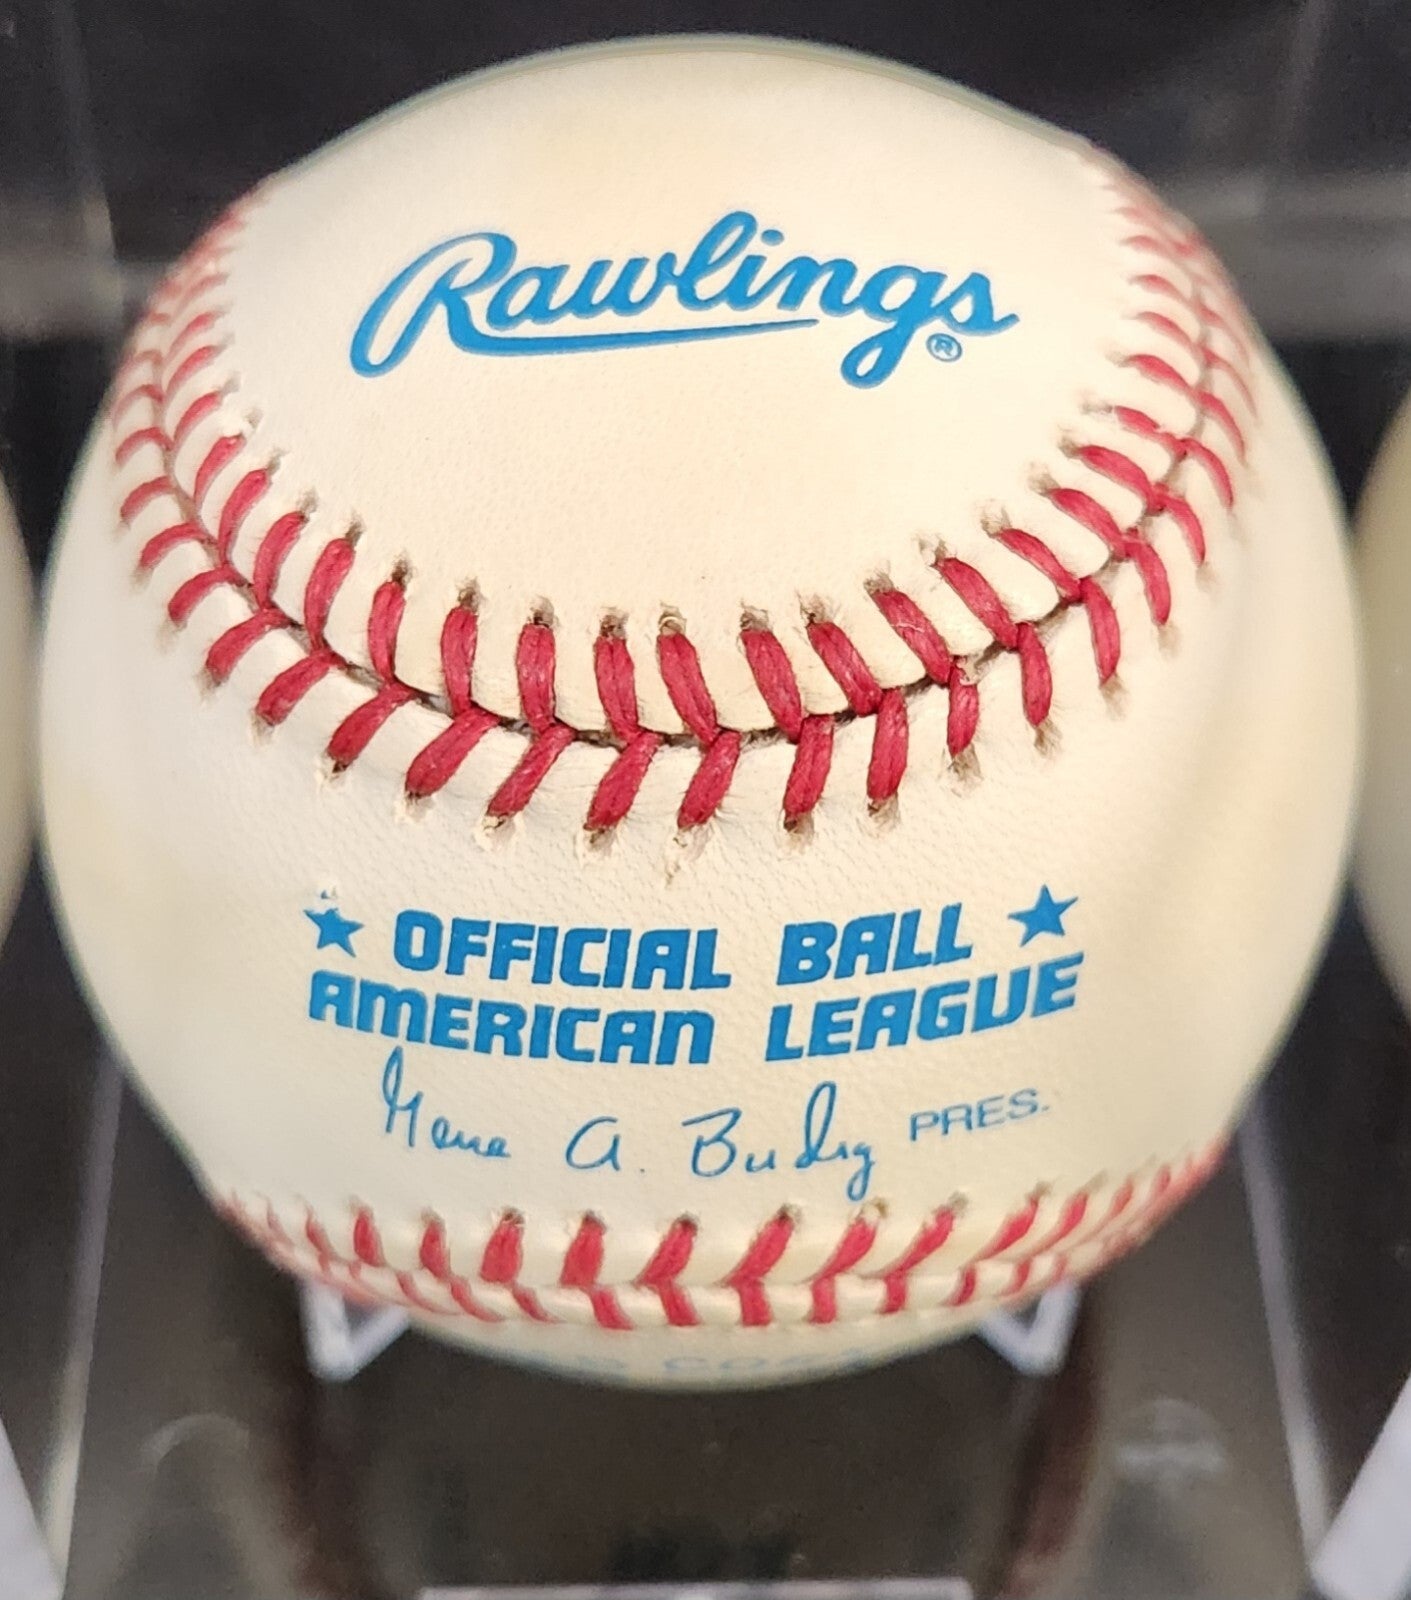 Rawlings®
★ OFFICIAL BALL ★
AMERICAN LEAGUE
Gene A. Budig PRES.